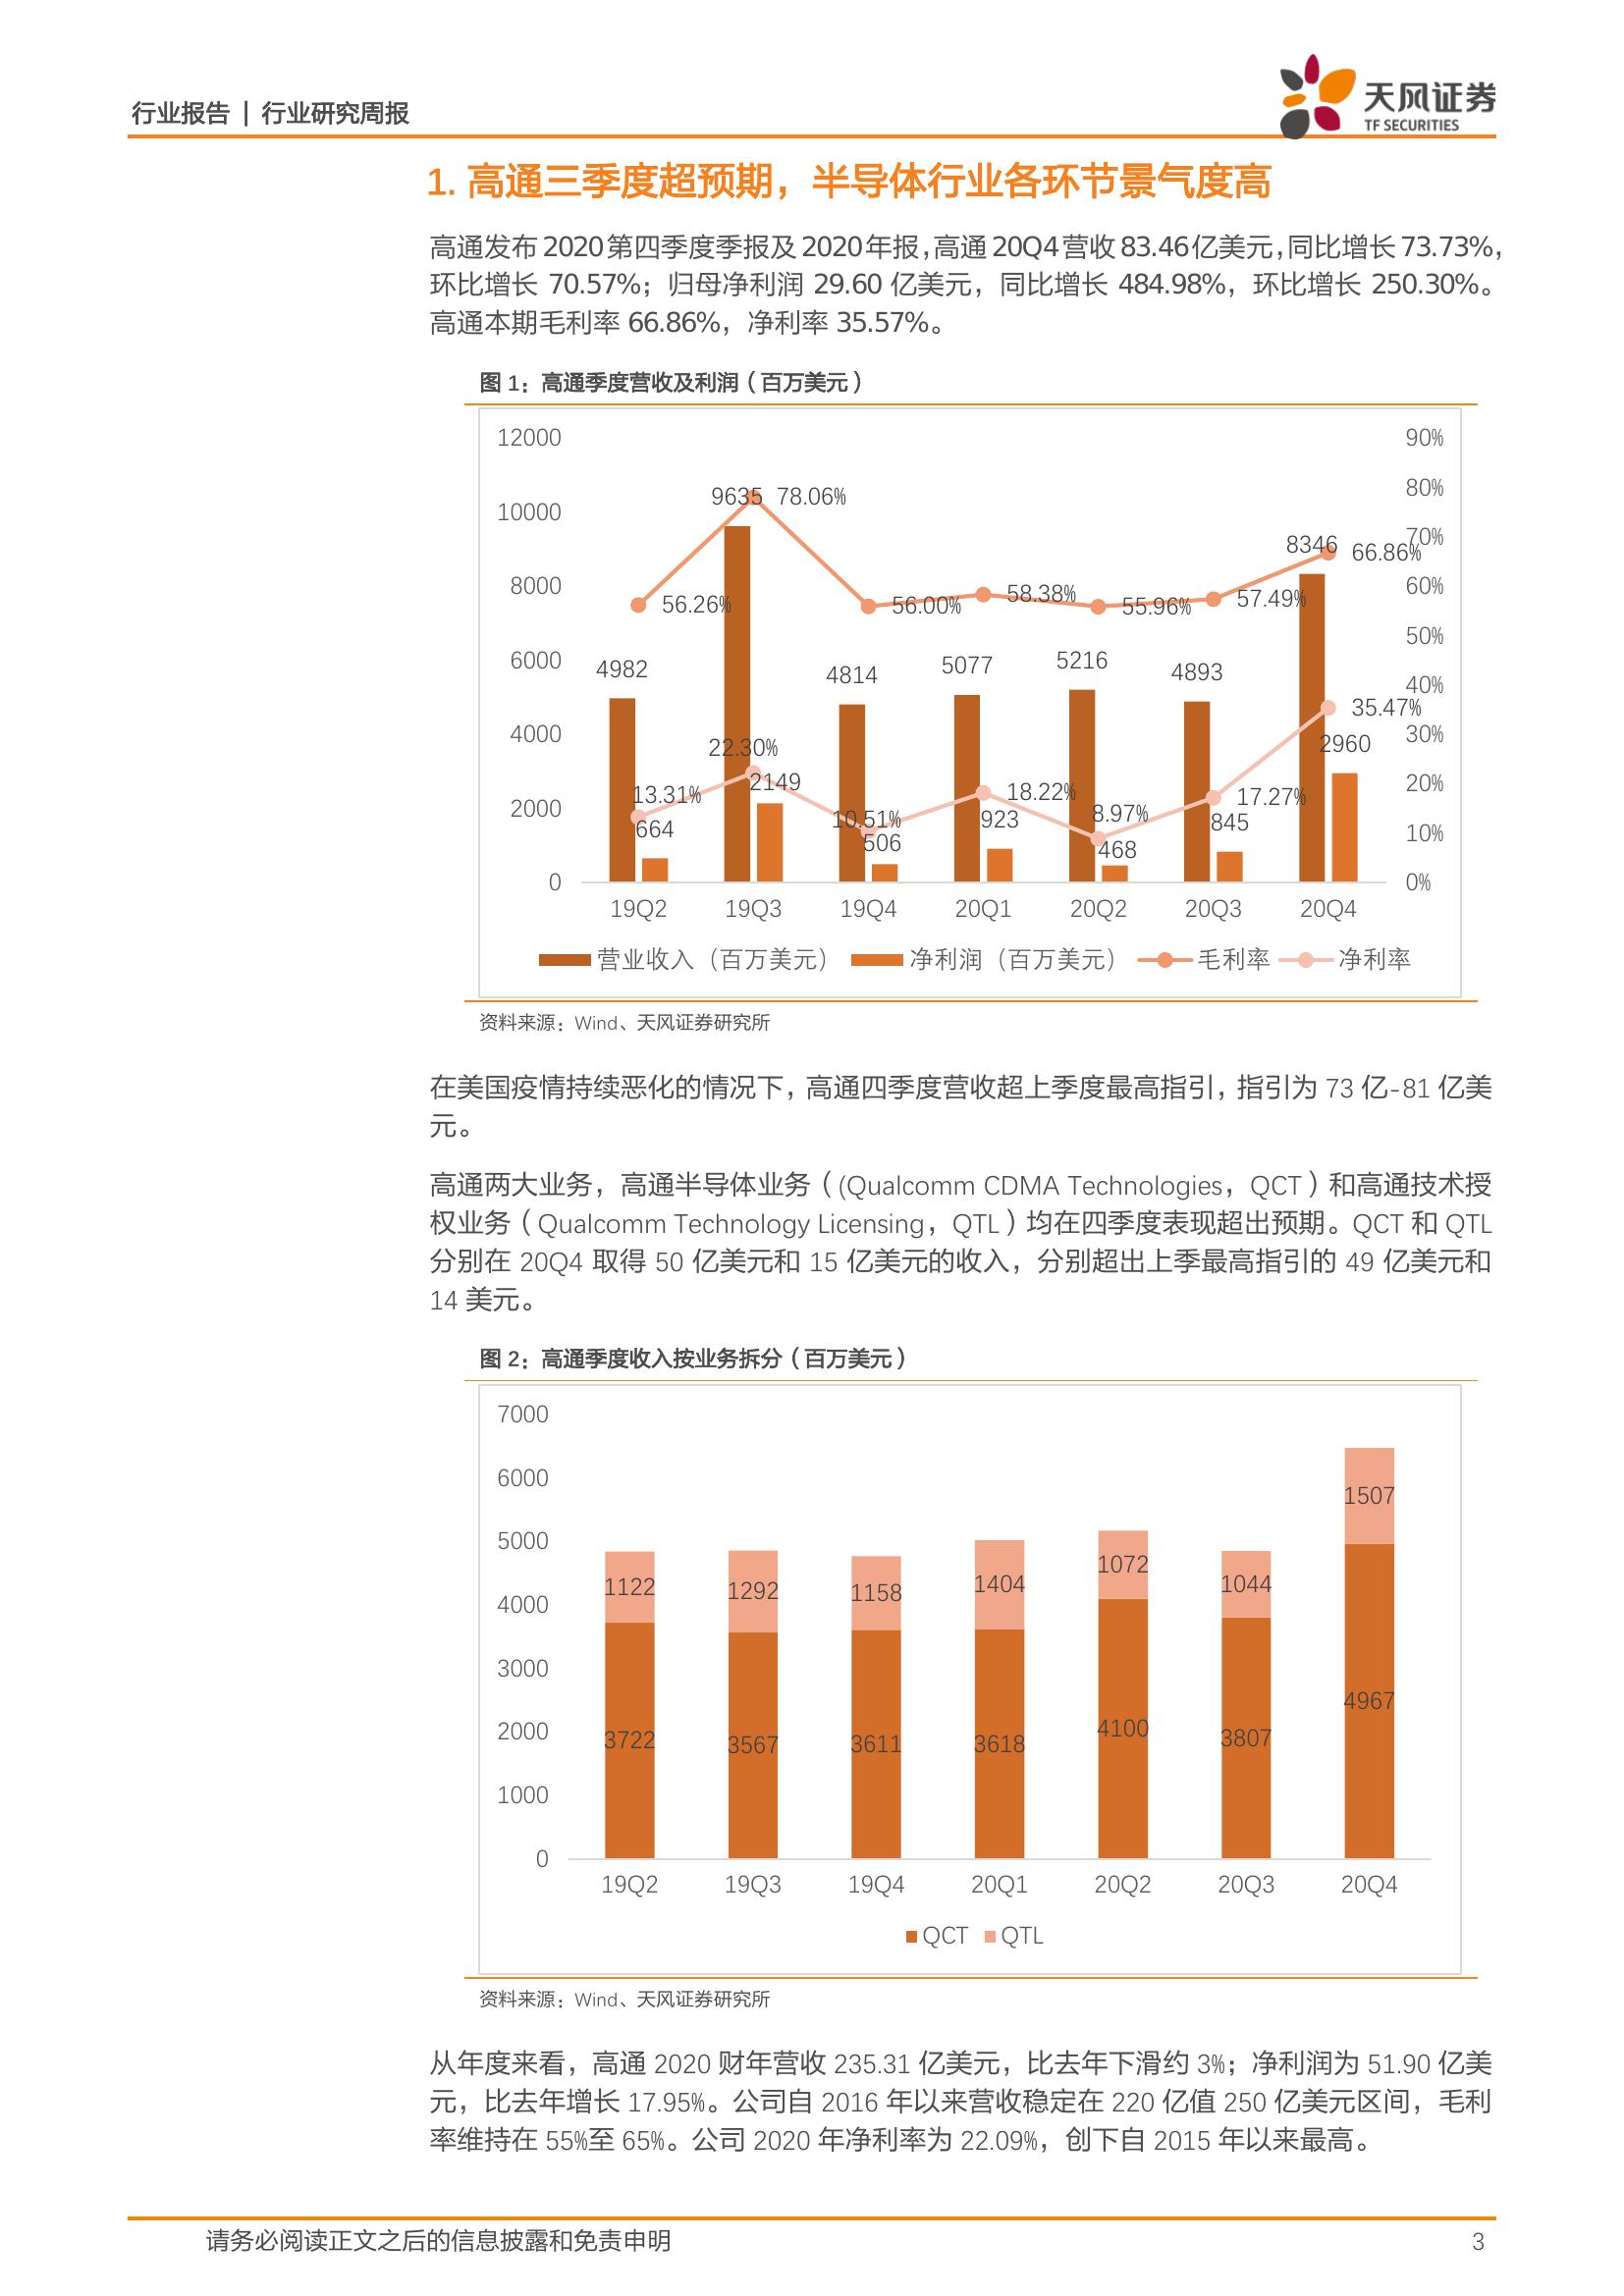 行业报告 | 行业研究周报
天风证券
TF SECURITIES
1. 高通三季度超预期，半导体行业各环节景气度高
高通发布 2020 第四季度季报及 2020 年报，高通 20Q4 营收 83.46 亿美元，同比增长 73.73%，
环比增长 70.57%；归母净利润 29.60 亿美元，同比增长 484.98%，环比增长 250.30%。
高通本期毛利率 66.86%，净利率 35.57%。
图 1：高通季度营收及利润（百万美元）
12000 90%
80%
9635 78.06%
10000
70%
8346 66.86%
8000 60%
56.26% 56.00% 58.38% 55.96% 57.49%
50%
6000
4982 4814 5077 5216 4893
40%
35.47%
4000 30%
22.30% 2960
20%
2149
2000
13.31% 10.51% 18.22% 8.97% 17.27%
664 506 923 468 845
10%
0 0%
19Q2 19Q3 19Q4 20Q1 20Q2 20Q3 20Q4
营业收入（百万美元） 净利润（百万美元） 毛利率 净利率
资料来源：Wind、天风证券研究所
在美国疫情持续恶化的情况下，高通四季度营收超上季度最高指引，指引为 73 亿-81 亿美
元。
高通两大业务，高通半导体业务（(Qualcomm CDMA Technologies，QCT）和高通技术授
权业务（Qualcomm Technology Licensing，QTL）均在四季度表现超出预期。QCT 和 QTL
分别在 20Q4 取得 50 亿美元和 15 亿美元的收入，分别超出上季最高指引的 49 亿美元和
14 美元。
图 2：高通季度收入按业务拆分（百万美元）
7000
6000
1507
5000
1122 1292 1158 1404 1072 1044
4000
3000
4967
2000
3722 3567 3611 3618 4100 3807
1000
0
19Q2 19Q3 19Q4 20Q1 20Q2 20Q3 20Q4
QCT QTL
资料来源：Wind、天风证券研究所
从年度来看，高通 2020 财年营收 235.31 亿美元，比去年下滑约 3%；净利润为 51.90 亿美
元，比去年增长 17.95%。公司自 2016 年以来营收稳定在 220 亿值 250 亿美元区间，毛利
率维持在 55%至 65%。公司 2020 年净利率为 22.09%，创下自 2015 年以来最高。
请务必阅读正文之后的信息披露和免责申明 3